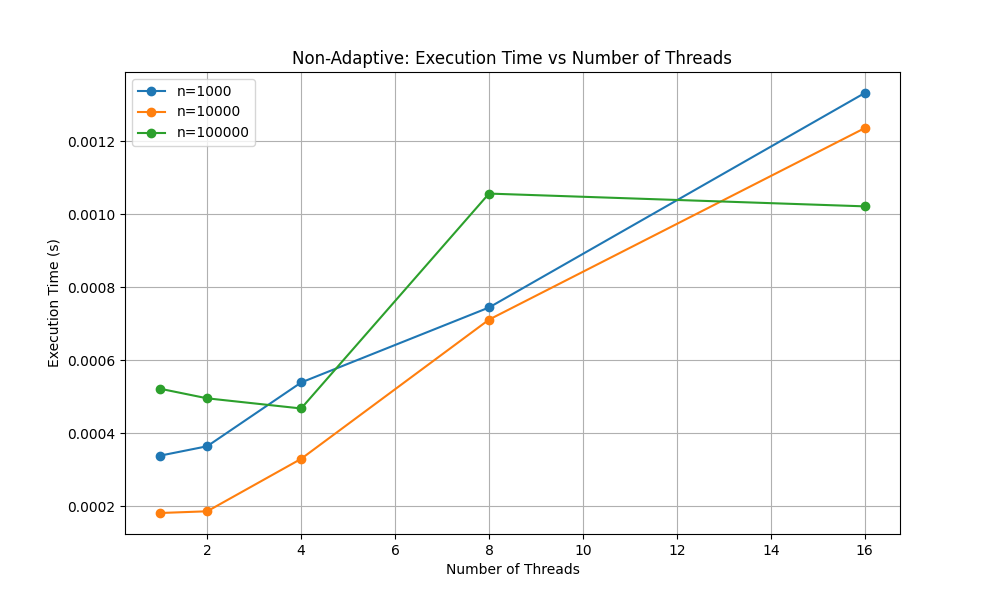 Non-Adaptive: Execution Time vs Number of Threads
n=1000
n=10000
n=100000
Execution Time (s)
0.0012
0.0010
0.0008
0.0006
0.0004
0.0002
2 4 6 8 10 12 14 16
Number of Threads